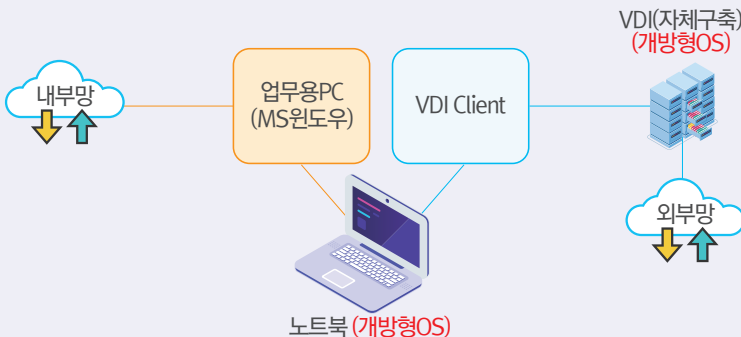 VDI(자체구축)
(개방형OS)
내부망
업무용PC
(MS윈도우)
VDI Client
외부망
노트북 (개방형OS)